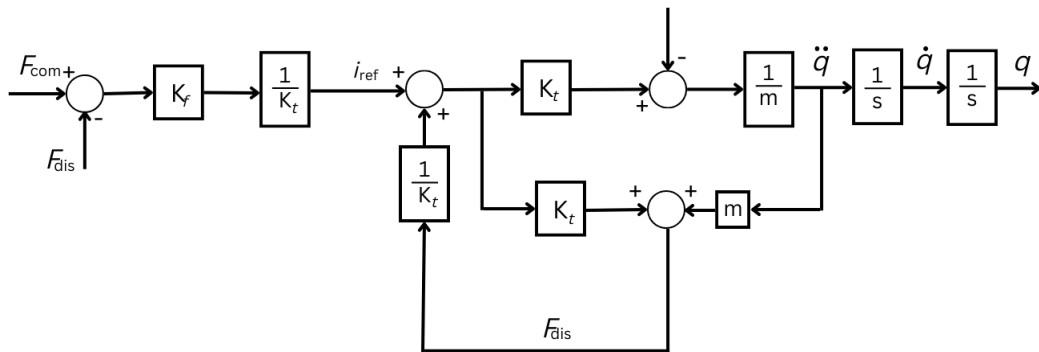 F_com + - F_dis
K_f
1/K_t
i_ref + +
K_t
- +
1/m
q̈
1/s
q̇
1/s
q
1/K_t
K_t
+ +
m
F_dis